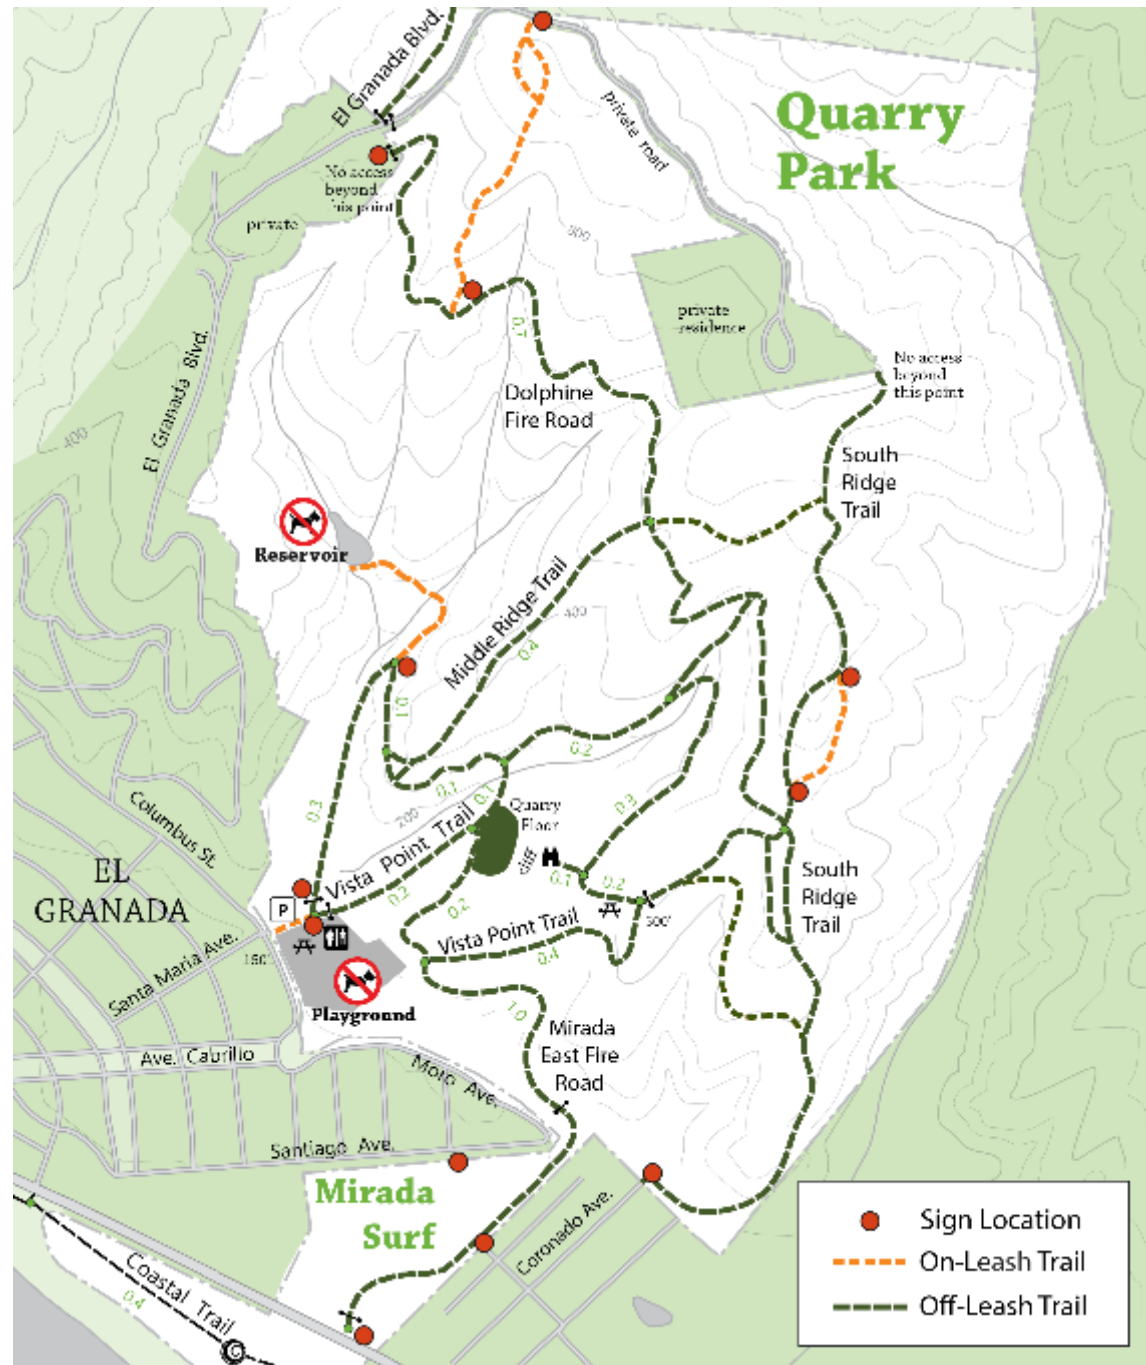 Quarry
Park
El Granada Blvd.
private road
No access
beyond
this point
private
300
private
residence
No access
beyond
this point
0.7
Dolphine
Fire Road
El Granada Blvd.
400
South
Ridge
Trail
Reservoir
Middle Ridge Trail
400
0.4
0.1
0.2
0.1
0.1
Quarry
Floor
cliff
0.3
0.3
200
Columbus St.
Vista Point Trail
0.2
0.1
0.2
EL
GRANADA
P
0.2
300'
Vista Point Trail
0.4
South
Ridge
Trail
Santa Maria Ave.
150'
Playground
1.0
Mirada
East Fire
Road
Ave. Cabrillo
Moro Ave.
Santiago Ave.
Mirada
Surf
Coronado Ave.
Coastal Trail
0.4
Sign Location
On-Leash Trail
Off-Leash Trail